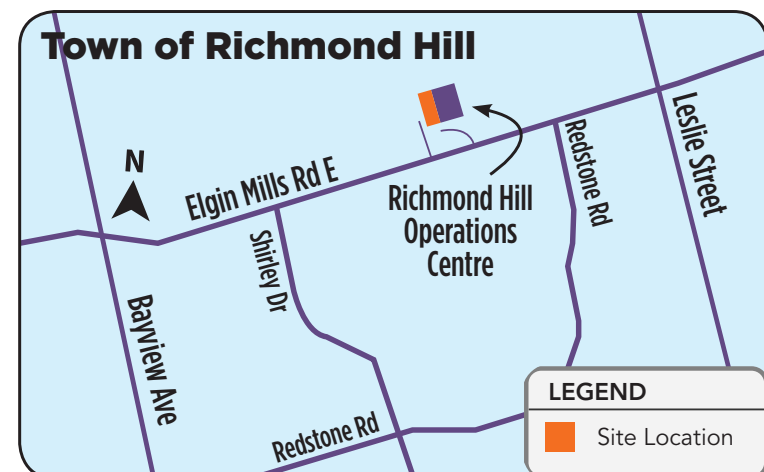 Town of Richmond Hill
N
Elgin Mills Rd E
Richmond Hill
Operations
Centre
Redstone Rd
Leslie Street
Shirley Dr
Bayview Ave
Redstone Rd
LEGEND
Site Location